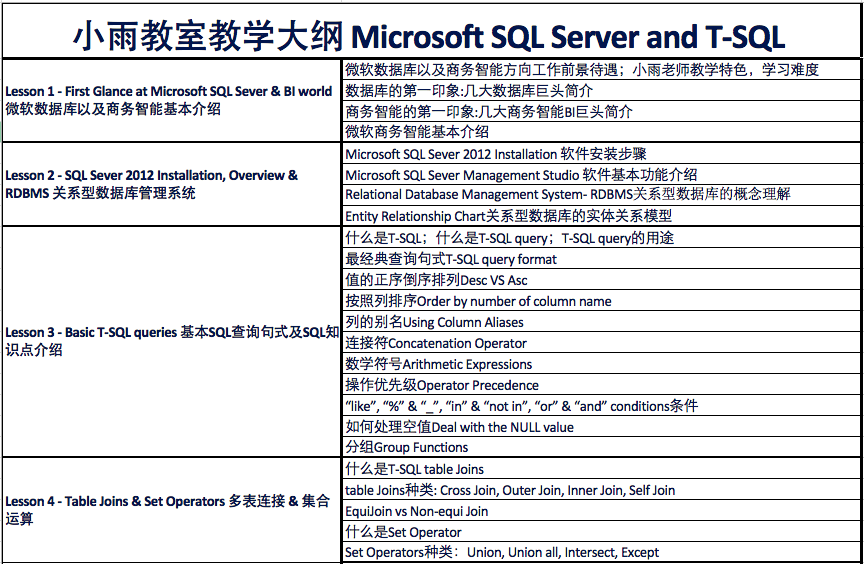 小雨教室教学大纲 Microsoft SQL Server and T-SQL
Lesson 1 - First Glance at Microsoft SQL Sever & BI world
微软数据库以及商务智能基本介绍
微软数据库以及商务智能方向工作前景待遇；小雨老师教学特色，学习难度
数据库的第一印象:几大数据库巨头简介
商务智能的第一印象：几大商务智能BI巨头简介
微软商务智能基本介绍
Lesson 2 - SQL Sever 2012 Installation, Overview &
RDBMS 关系型数据库管理系统
Microsoft SQL Sever 2012 Installation 软件安装步骤
Microsoft SQL Sever Management Studio 软件基本功能介绍
Relational Database Management System- RDBMS关系型数据库的概念理解
Entity Relationship Chart关系型数据库的实体关系模型
Lesson 3 - Basic T-SQL queries 基本SQL查询句式及SQL知
识点介绍
什么是T-SQL；什么是T-SQL query；T-SQL query的用途
最经典查询句式T-SQL query format
值的正序倒序排列Desc VS Asc
按照列排序Order by number of column name
列的别名Using Column Aliases
连接符Concatenation Operator
数学符号Arithmetic Expressions
操作优先级Operator Precedence
“like”, “%” & “_”, “in” & “not in”, “or” & “and” conditions条件
如何处理空值Deal with the NULL value
分组Group Functions
Lesson 4 - Table Joins & Set Operators 多表连接 & 集合
运算
什么是T-SQL table Joins
table Joins种类: Cross Join, Outer Join, Inner Join, Self Join
EquiJoin vs Non-equi Join
什么是Set Operator
Set Operators种类：Union, Union all, Intersect, Except